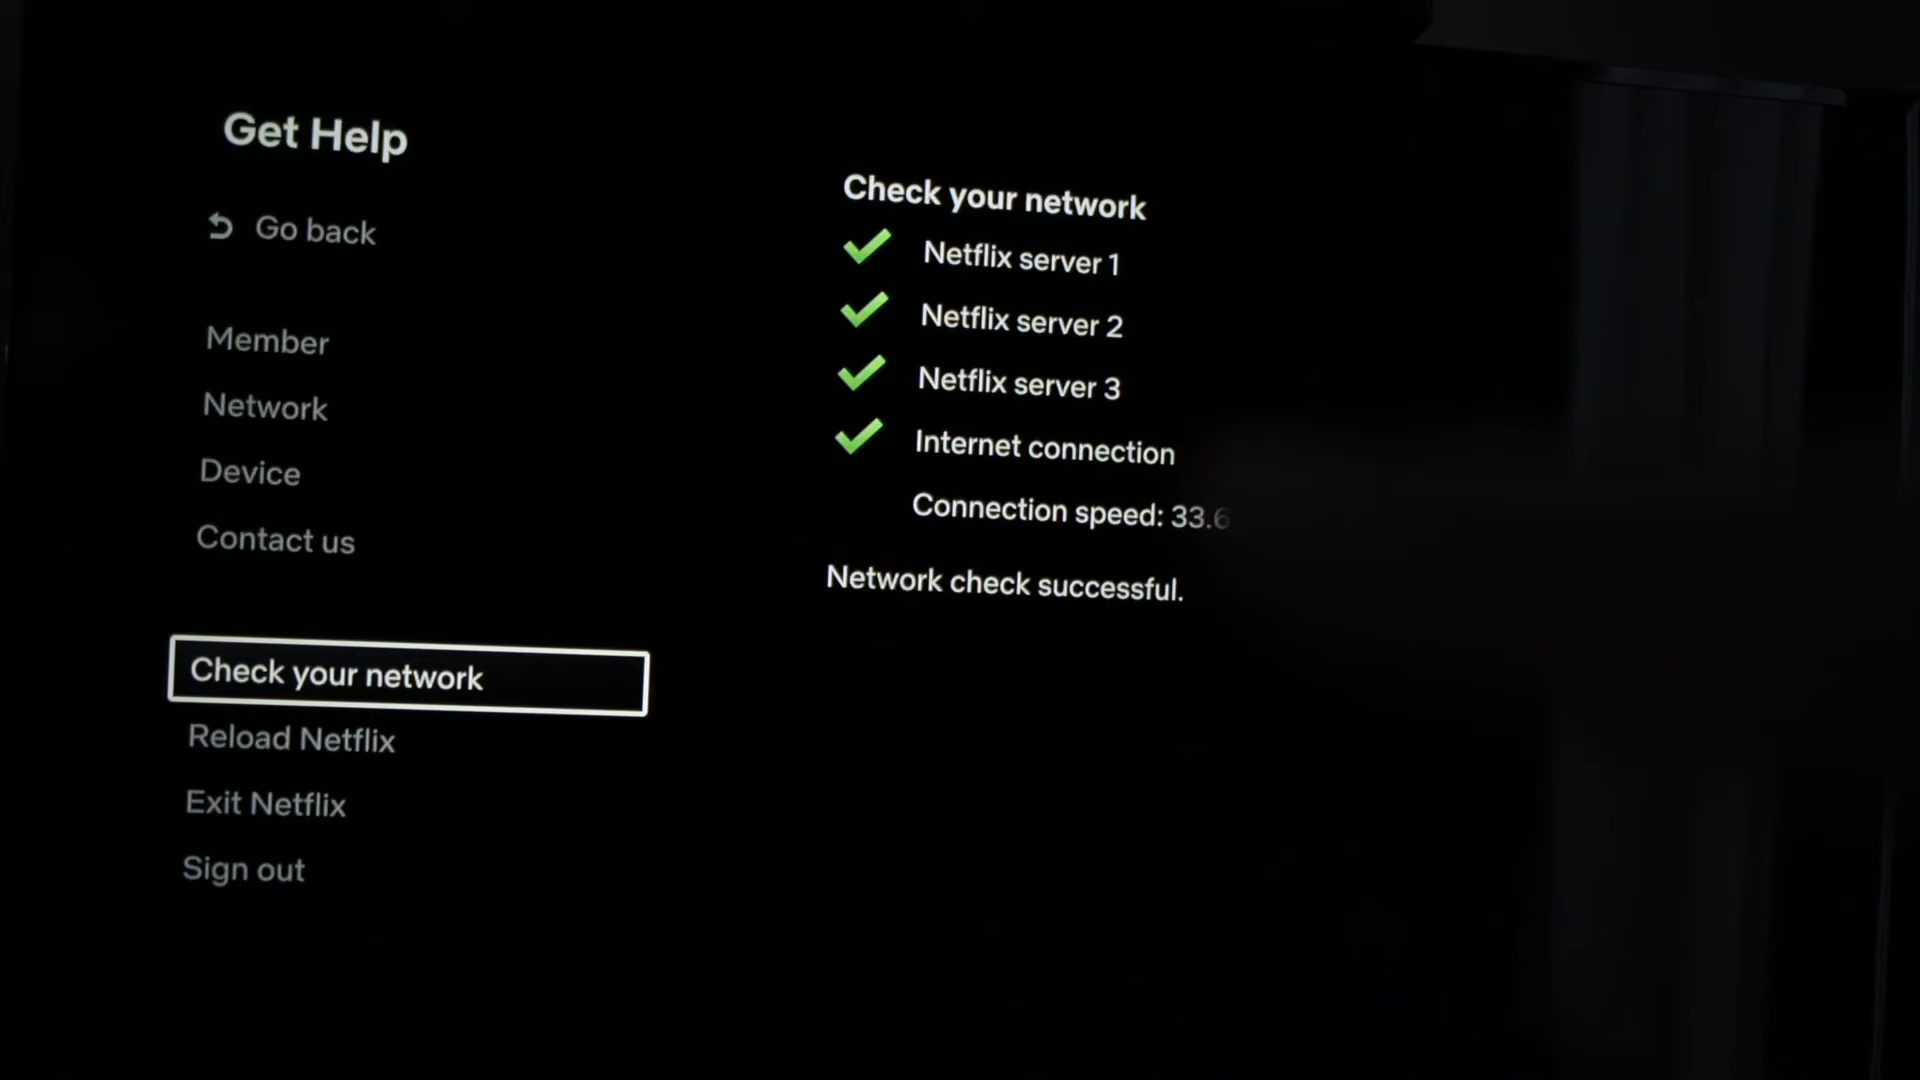 Get Help
Go back
Member
Network
Device
Contact us
Check your network
Reload Netflix
Exit Netflix
Sign out
Check your network
Netflix server 1
Netflix server 2
Netflix server 3
Internet connection
Connection speed: 33.6
Network check successful.